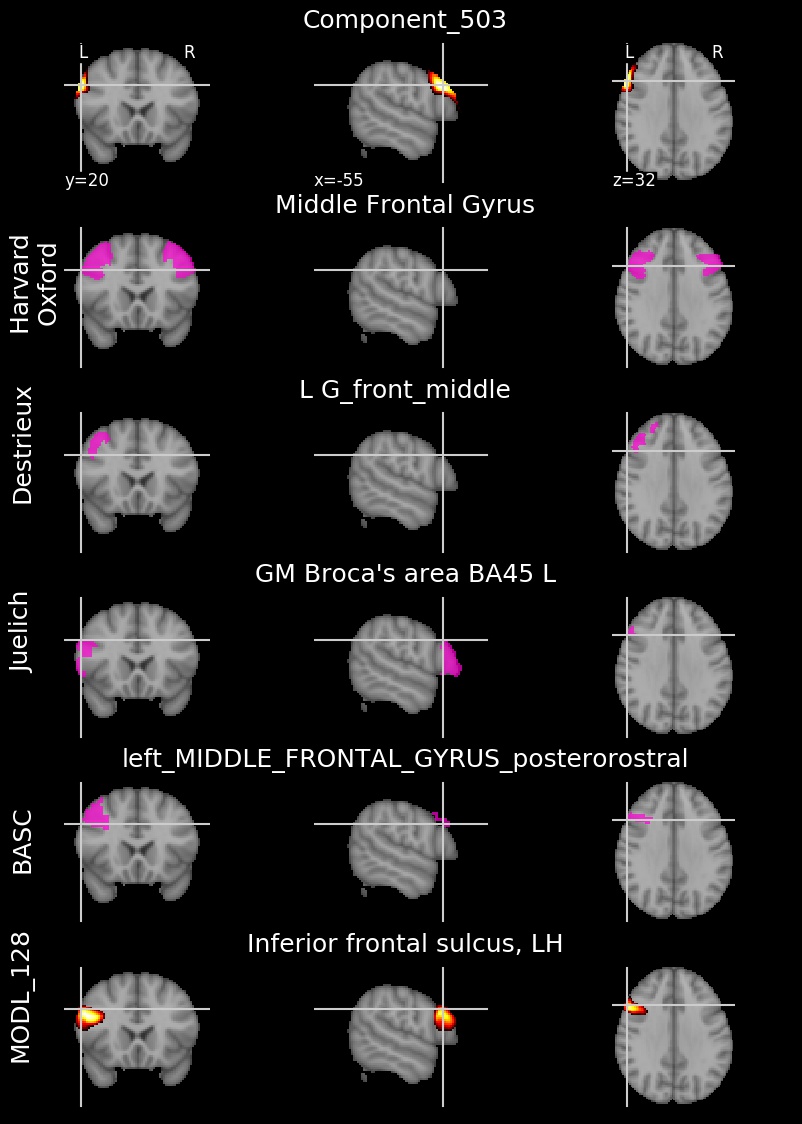 Component_503
L R
L R
y=20
x=-55
z=32
Middle Frontal Gyrus
Harvard
Oxford
L G_front_middle
Destrieux
GM Broca's area BA45 L
Juelich
left_MIDDLE_FRONTAL_GYRUS_posterorostral
BASC
Inferior frontal sulcus, LH
MODL_128